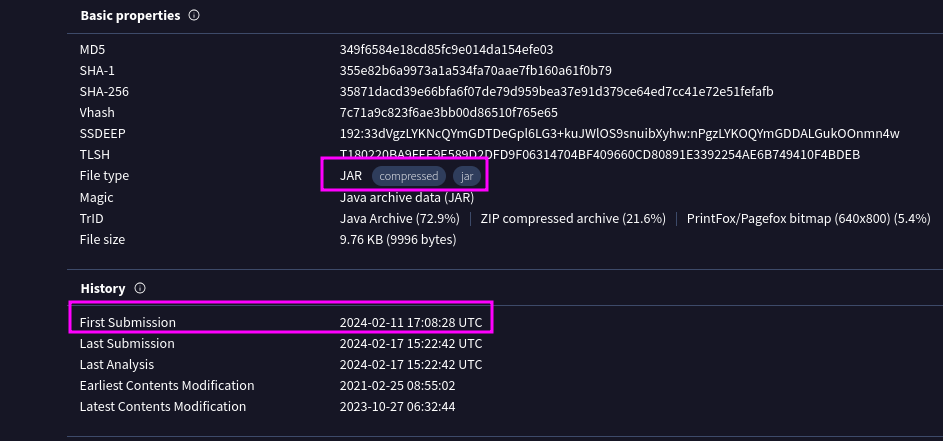 Basic properties
MD5 349f6584e18cd85fc9e014da154efe03
SHA-1 355e82b6a9973a1a534fa70aae7fb160a61f0b79
SHA-256 35871dacd39e66bfa6f07de79d959bea37e91d379ce64ed7cc41e72e51fefafb
Vhash 7c71a9c823f6ae3bb00d86510f765e65
SSDEEP 192:33dVgzLYKNcQYmGDTDeGpl6LG3+kuJWlOS9snuibXyhw:nPgzLYKOQYmGDDALGukOOnmn4w
TLSH T180220BA9FEF9F589D2DFD9F06314704BF409660CD80891E3392254AE6B749410F4BDEB
File type JAR compressed jar
Magic Java archive data (JAR)
TrID Java Archive (72.9%) ZIP compressed archive (21.6%) PrintFox/Pagefox bitmap (640x800) (5.4%)
File size 9.76 KB (9996 bytes)
History
First Submission 2024-02-11 17:08:28 UTC
Last Submission 2024-02-17 15:22:42 UTC
Last Analysis 2024-02-17 15:22:42 UTC
Earliest Contents Modification 2021-02-25 08:55:02
Latest Contents Modification 2023-10-27 06:32:44